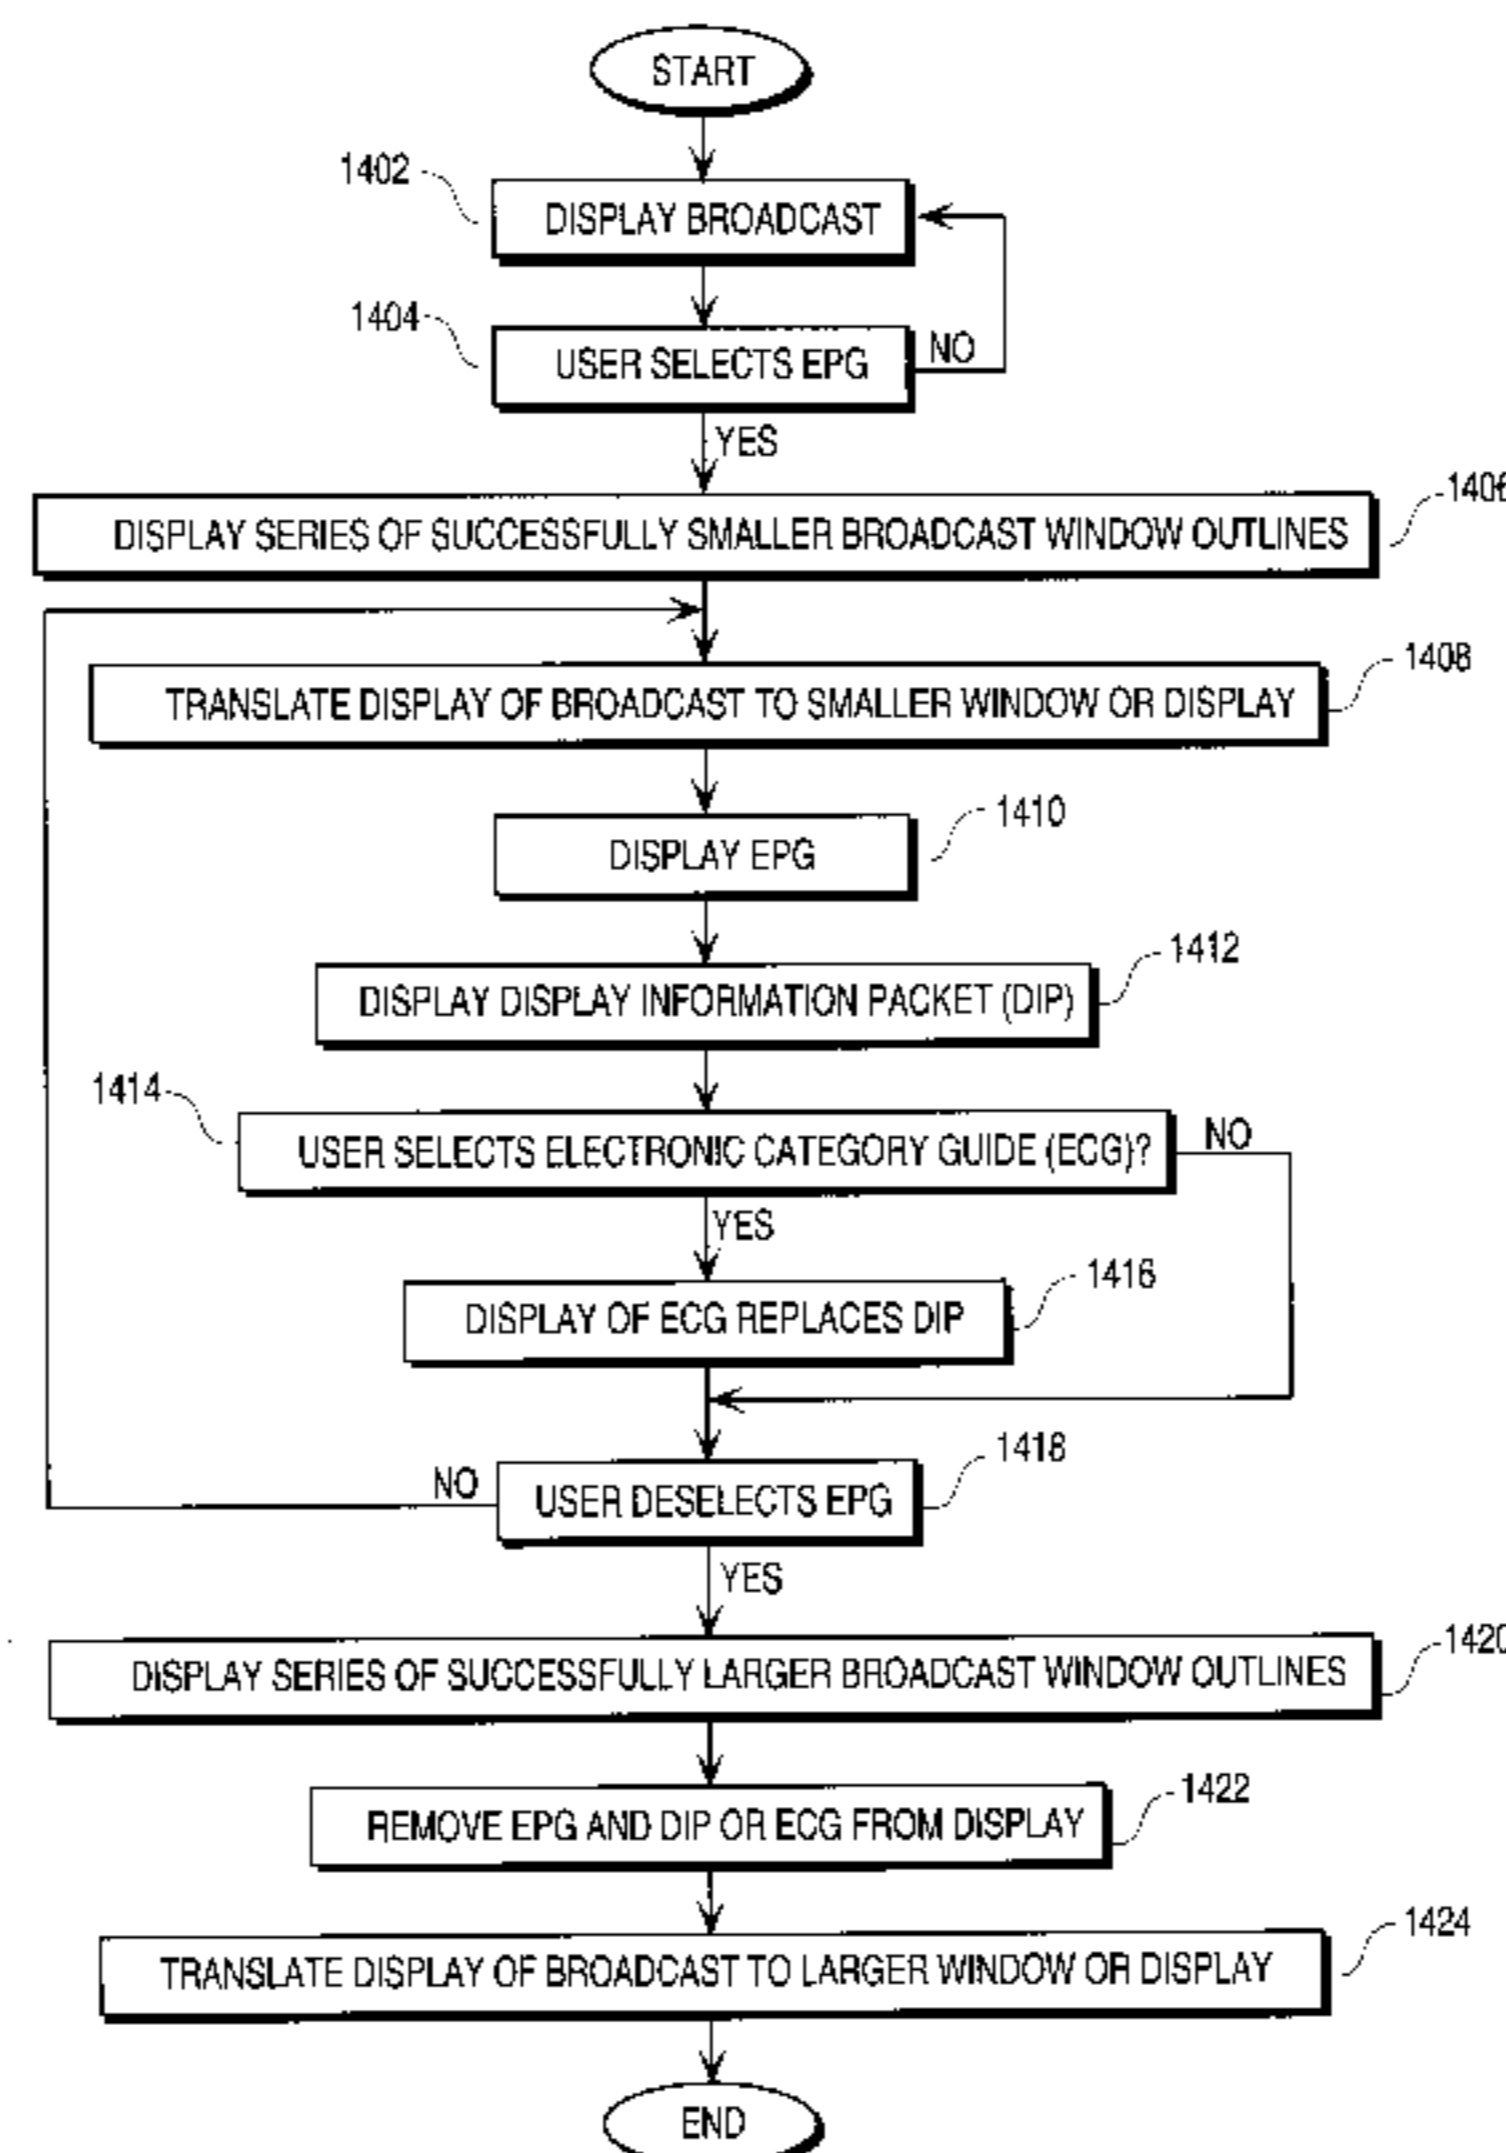 START
1402
DISPLAY BROADCAST
1404
USER SELECTS EPG
NO
YES
1406
DISPLAY SERIES OF SUCCESSFULLY SMALLER BROADCAST WINDOW OUTLINES
1408
TRANSLATE DISPLAY OF BROADCAST TO SMALLER WINDOW OR DISPLAY
1410
DISPLAY EPG
1412
DISPLAY DISPLAY INFORMATION PACKET (DIP)
1414
USER SELECTS ELECTRONIC CATEGORY GUIDE (ECG)?
NO
YES
1416
DISPLAY OF ECG REPLACES DIP
1418
NO
USER DESELECTS EPG
YES
1420
DISPLAY SERIES OF SUCCESSFULLY LARGER BROADCAST WINDOW OUTLINES
1422
REMOVE EPG AND DIP OR ECG FROM DISPLAY
1424
TRANSLATE DISPLAY OF BROADCAST TO LARGER WINDOW OR DISPLAY
END